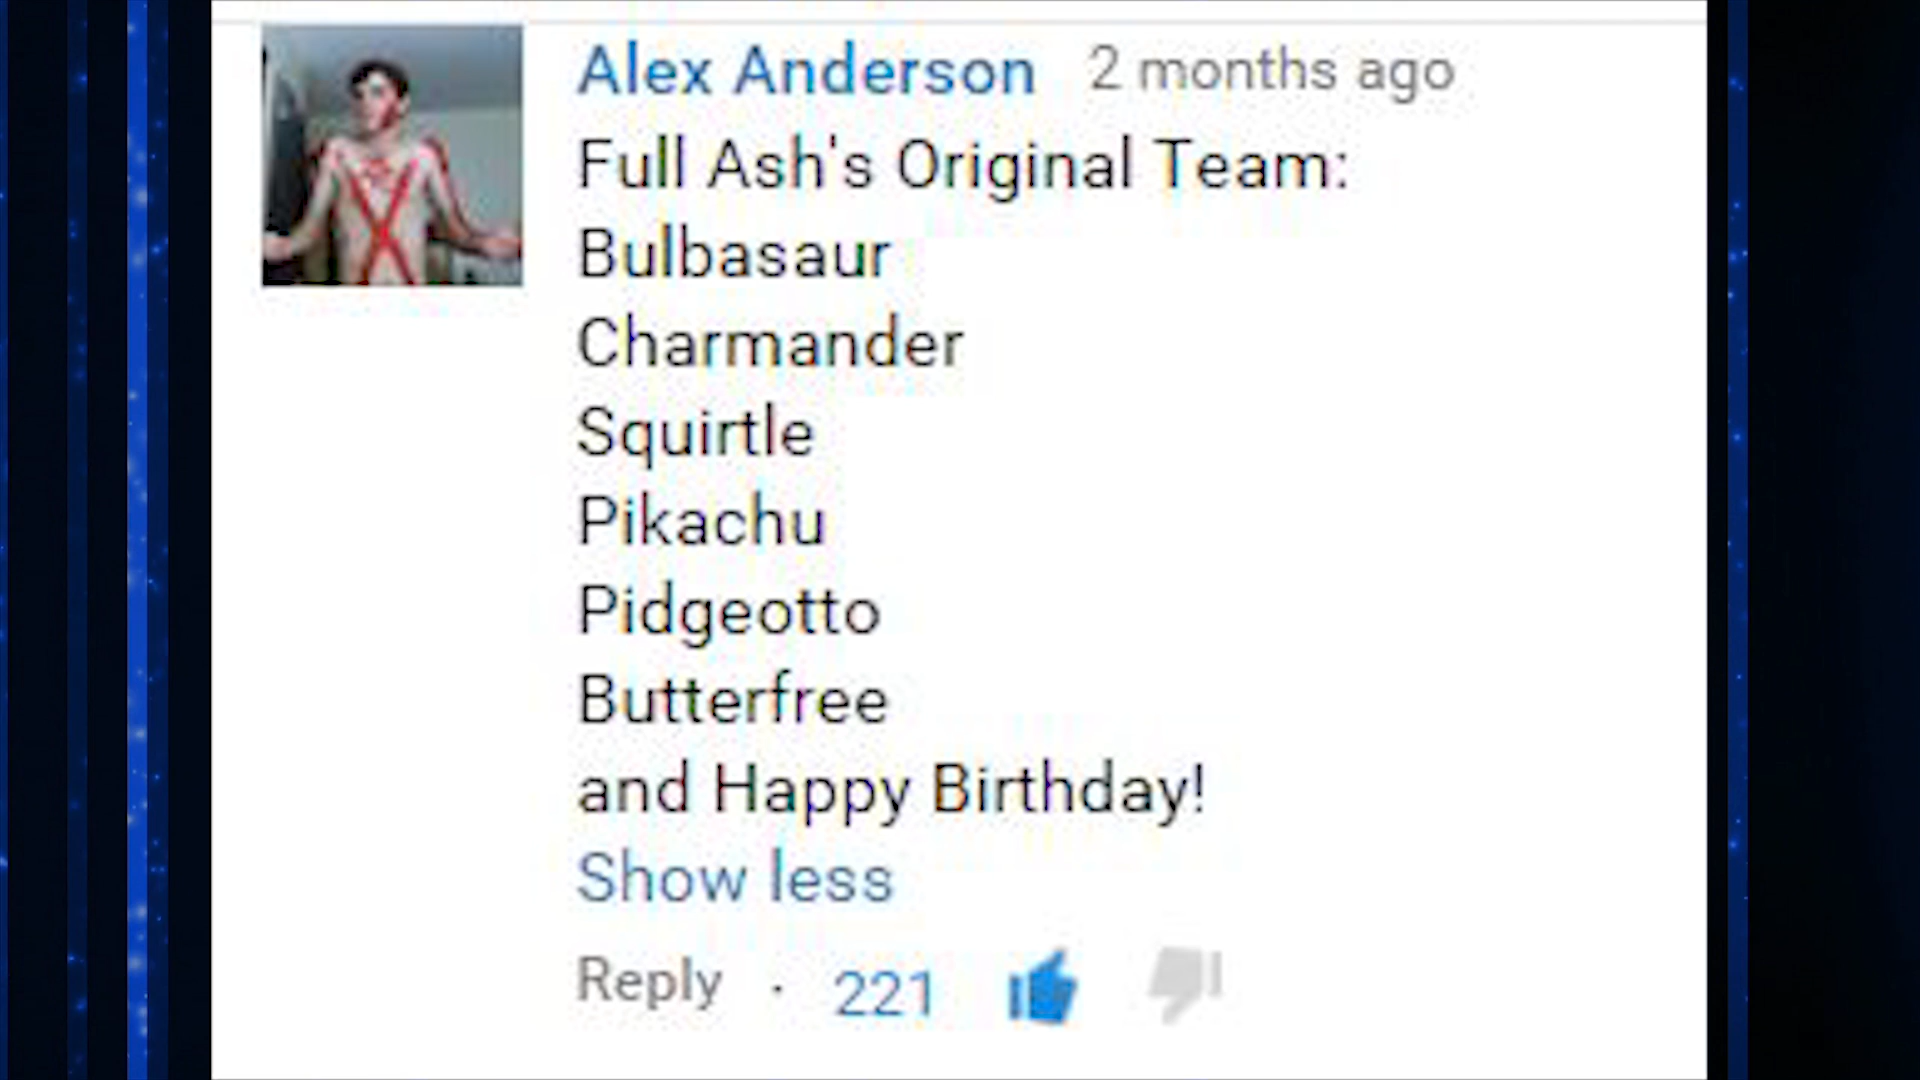 Alex Anderson 2 months ago
Full Ash's Original Team:
Bulbasaur
Charmander
Squirtle
Pikachu
Pidgeotto
Butterfree
and Happy Birthday!
Show less
Reply · 221